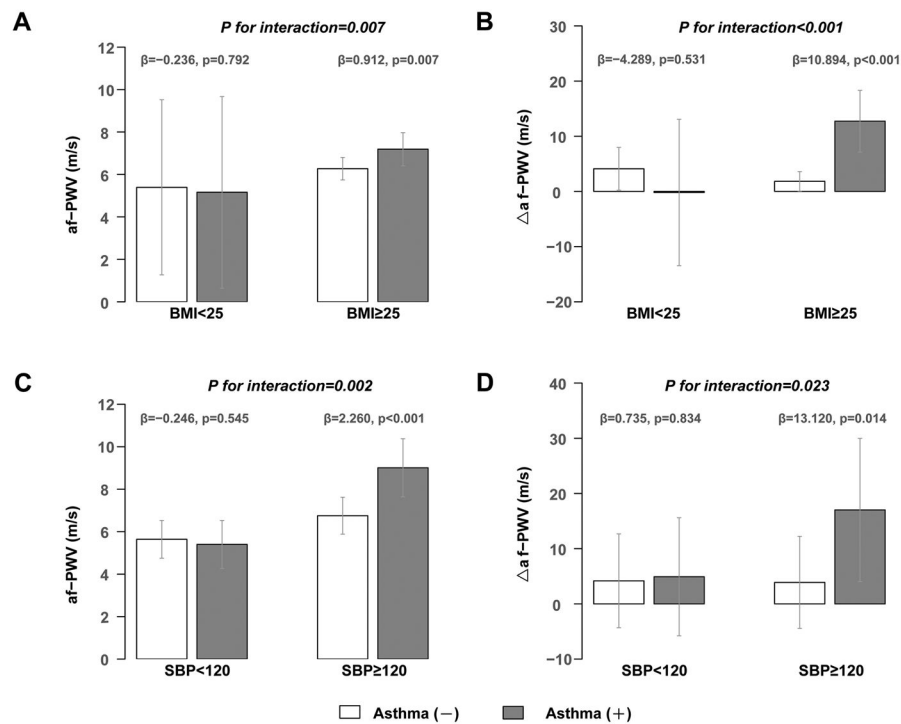 A
P for interaction=0.007
β=−0.236, p=0.792
β=0.912, p=0.007
af−PWV (m/s)
12
10
8
6
4
2
0
BMI<25
BMI≥25
B
P for interaction<0.001
β=−4.289, p=0.531
β=10.894, p<0.001
△af−PWV (m/s)
30
20
10
0
−10
−20
BMI<25
BMI≥25
C
P for interaction=0.002
β=−0.246, p=0.545
β=2.260, p<0.001
af−PWV (m/s)
12
10
8
6
4
2
0
SBP<120
SBP≥120
D
P for interaction=0.023
β=0.735, p=0.834
β=13.120, p=0.014
△af−PWV (m/s)
40
30
20
10
0
−10
SBP<120
SBP≥120
Asthma (−)
Asthma (+)